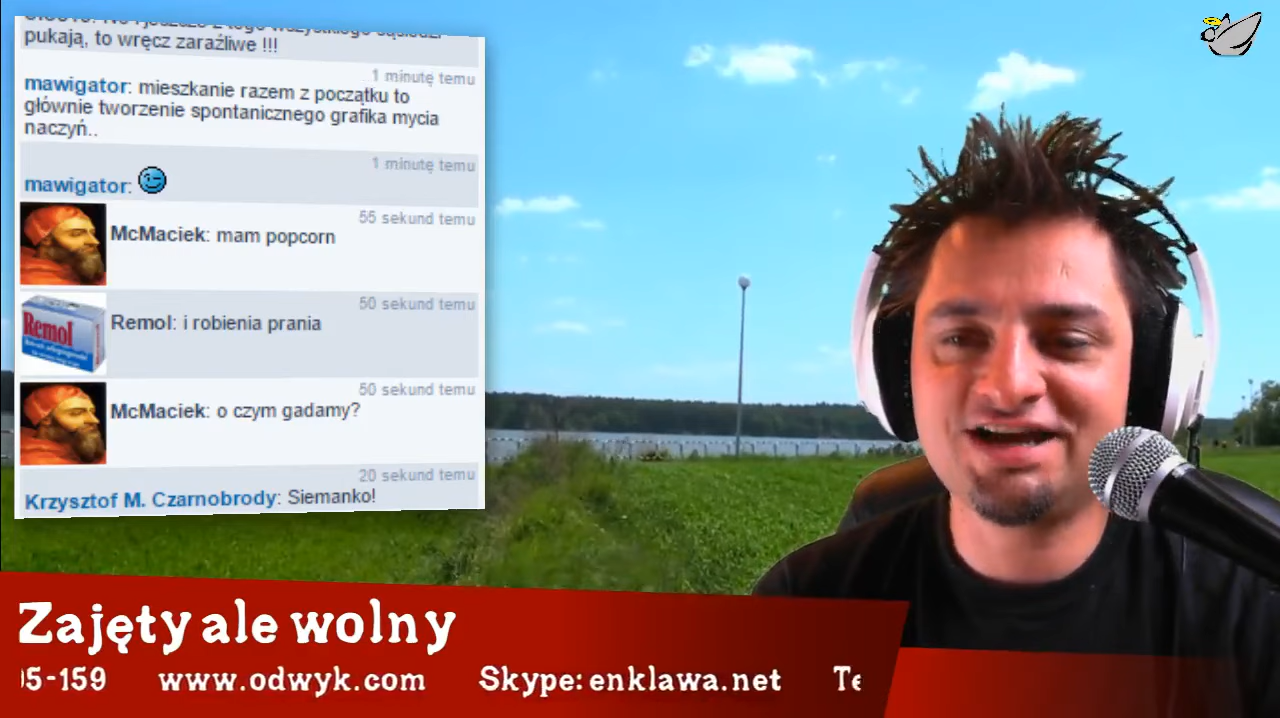 pukają, to wręcz zaraźliwe !!!
1 minutę temu
mawigator: mieszkanie razem z początku to
głównie tworzenie spontanicznego grafika mycia
naczyń..
1 minutę temu
mawigator:
55 sekund temu
McMaciek: mam popcorn
50 sekund temu
Remol
Remol: i robienia prania
50 sekund temu
McMaciek: o czym gadamy?
20 sekund temu
Krzysztof M. Czarnobrody: Siemanko!
Zajęty ale wolny
05-159 www.odwyk.com Skype: enklawa.net Te